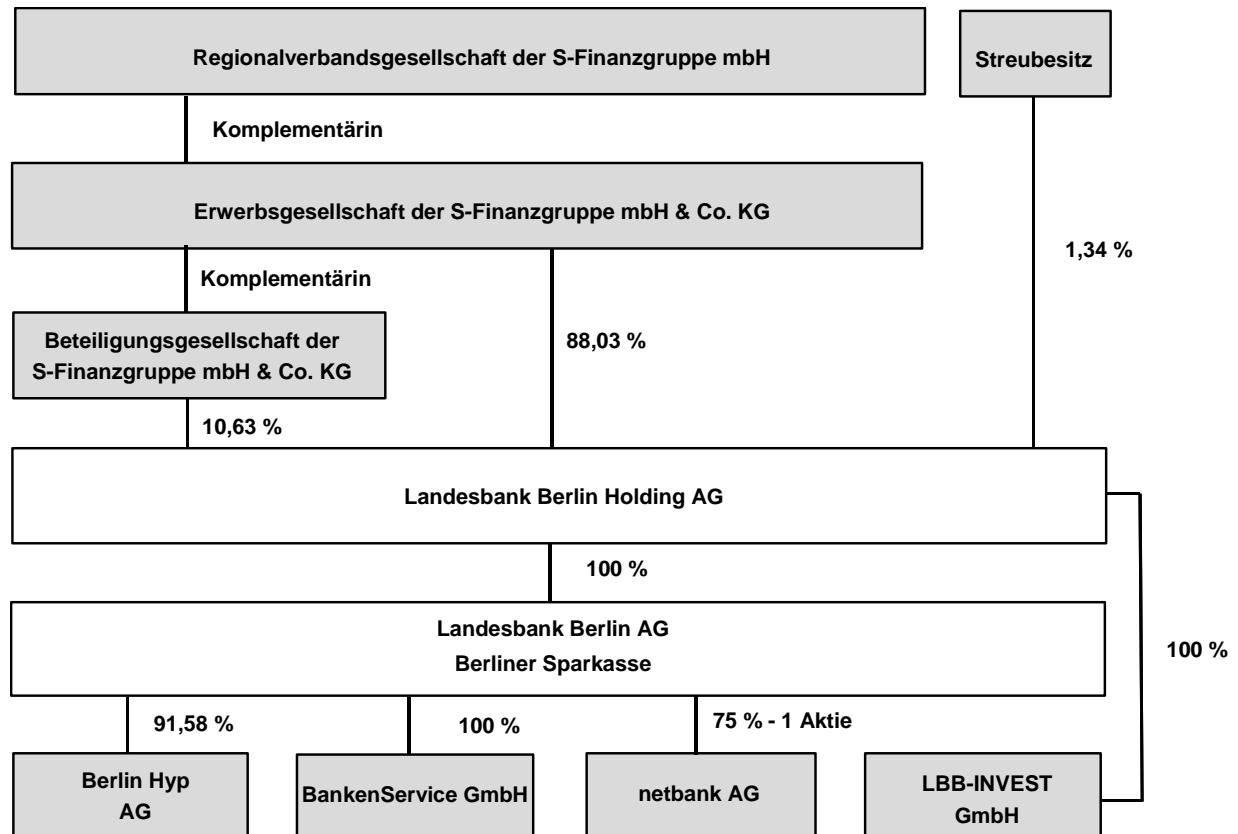 Regionalverbandsgesellschaft der S-Finanzgruppe mbH
Streubesitz
Komplementärin
Erwerbsgesellschaft der S-Finanzgruppe mbH & Co. KG
1,34 %
Komplementärin
88,03 %
Beteiligungsgesellschaft der
S-Finanzgruppe mbH & Co. KG
10,63 %
Landesbank Berlin Holding AG
100 %
Landesbank Berlin AG
Berliner Sparkasse
100 %
91,58 %
100 %
75 % - 1 Aktie
Berlin Hyp
AG
BankenService GmbH
netbank AG
LBB-INVEST
GmbH